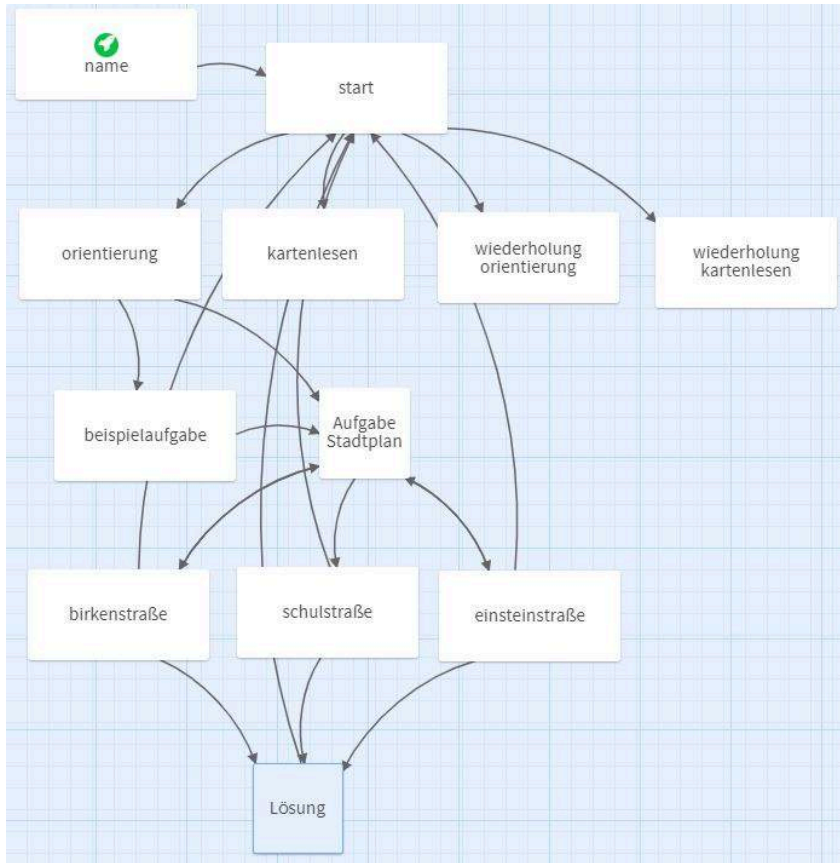 name
start
orientierung
kartenlesen
wiederholung
orientierung
wiederholung
kartenlesen
beispielaufgabe
Aufgabe
Stadtplan
birkenstraße
schulstraße
einsteinstraße
Lösung